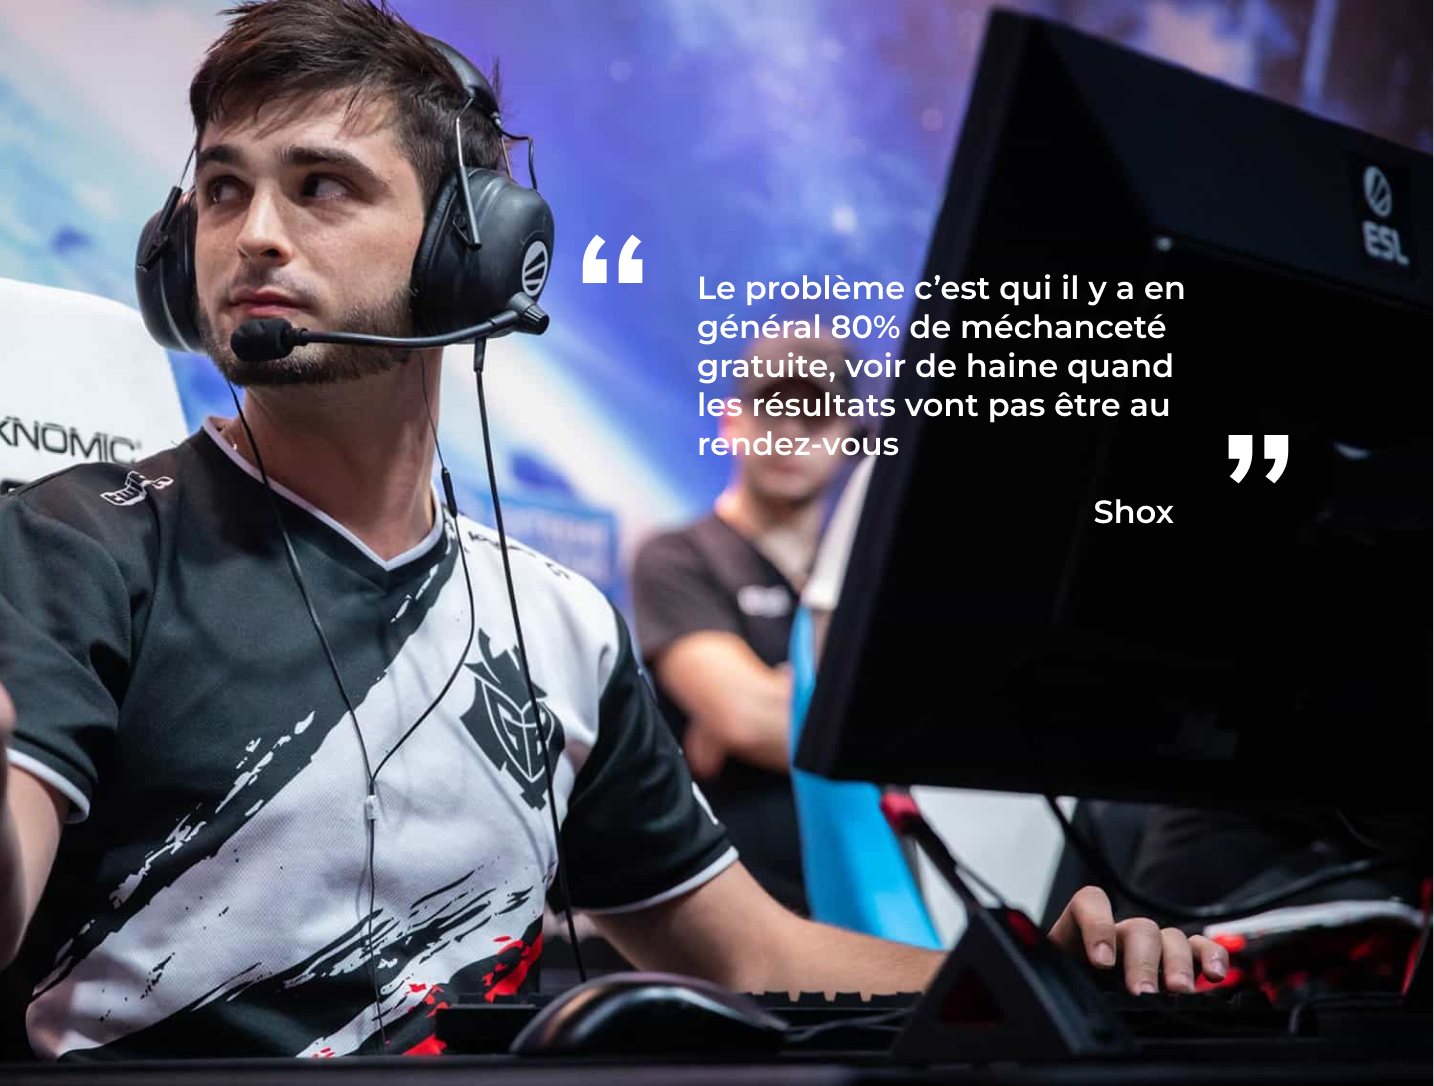 “
Le problème c’est qui il y a en
général 80% de méchanceté
gratuite, voir de haine quand
les résultats vont pas être au
rendez-vous
”
Shox
ESL
KNOMIC
G2